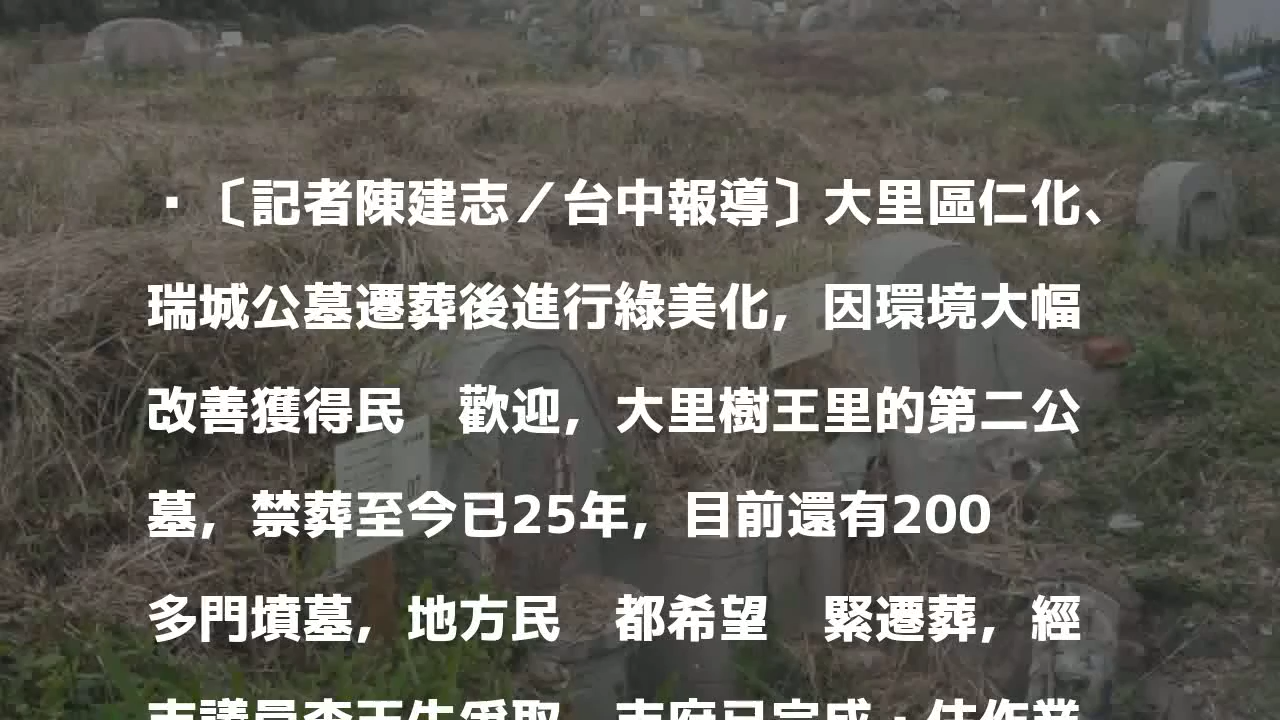 ▪〔記者陳建志／台中報導〕大里區仁化、
瑞城公墓遷葬後進行綠美化，因環境大幅
改善獲得民　歡迎，大里樹王里的第二公
墓，禁葬至今已25年，目前還有200
多門墳墓，地方民　都希望　緊遷葬，經